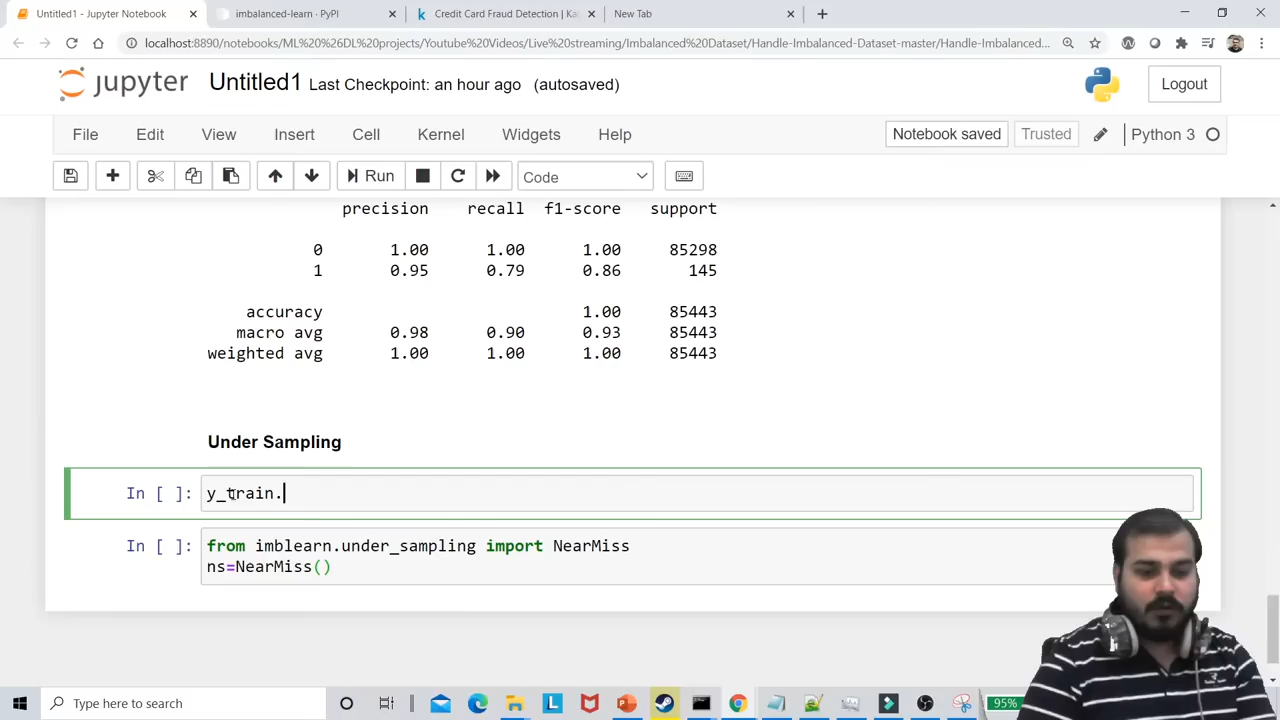 Untitled1 - Jupyter Notebook
imbalanced-learn · PyPI
Credit Card Fraud Detection | Ka
New Tab
localhost:8890/notebooks/ML%20%26DL%20projects/Youtube%20Videos/Live%20streaming/Imbalanced%20Dataset/Handle-Imbalanced-Dataset-master/Handle-Imbalanced...
jupyter Untitled1 Last Checkpoint: an hour ago (autosaved)
Logout
File Edit View Insert Cell Kernel Widgets Help
Notebook saved Trusted Python 3
Run Code
precision recall f1-score support
0 1.00 1.00 1.00 85298
1 0.95 0.79 0.86 145
accuracy 1.00 85443
macro avg 0.98 0.90 0.93 85443
weighted avg 1.00 1.00 1.00 85443
Under Sampling
In [ ]: y_train.
In [ ]: from imblearn.under_sampling import NearMiss
ns=NearMiss()
Type here to search
95%